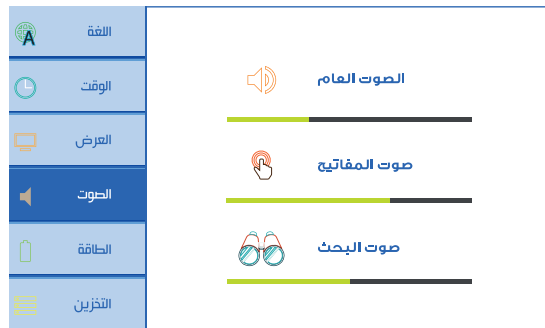 اللغة
الوقت
العرض
الصوت
الطاقة
التخزين
الصوت العام
صوت المفاتيح
صوت البحث